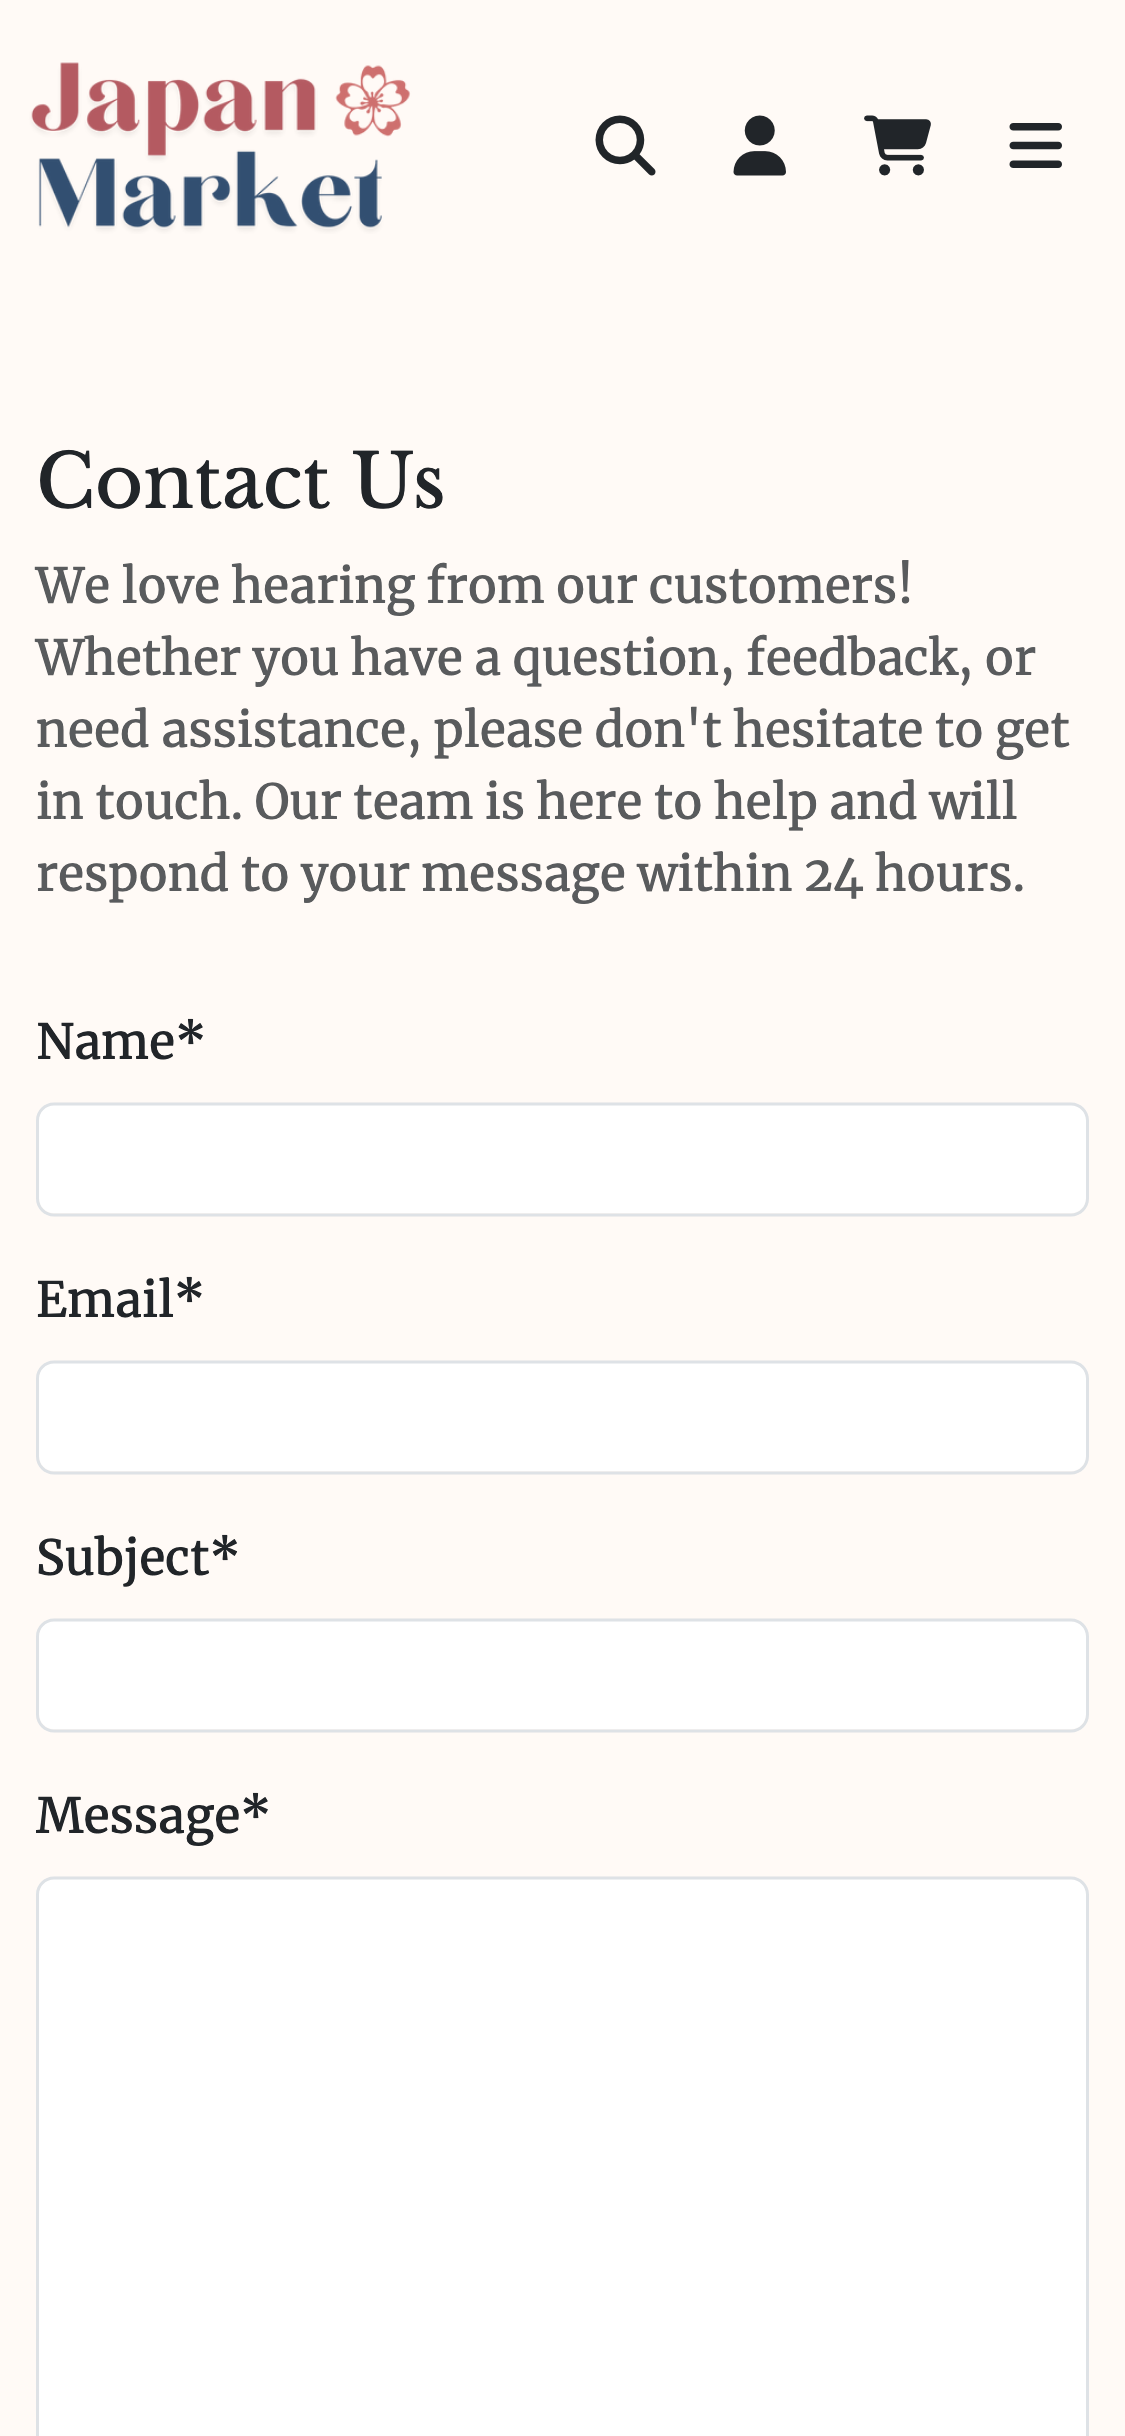 Japan
Market
Contact Us
We love hearing from our customers!
Whether you have a question, feedback, or
need assistance, please don't hesitate to get
in touch. Our team is here to help and will
respond to your message within 24 hours.
Name*
Email*
Subject*
Message*